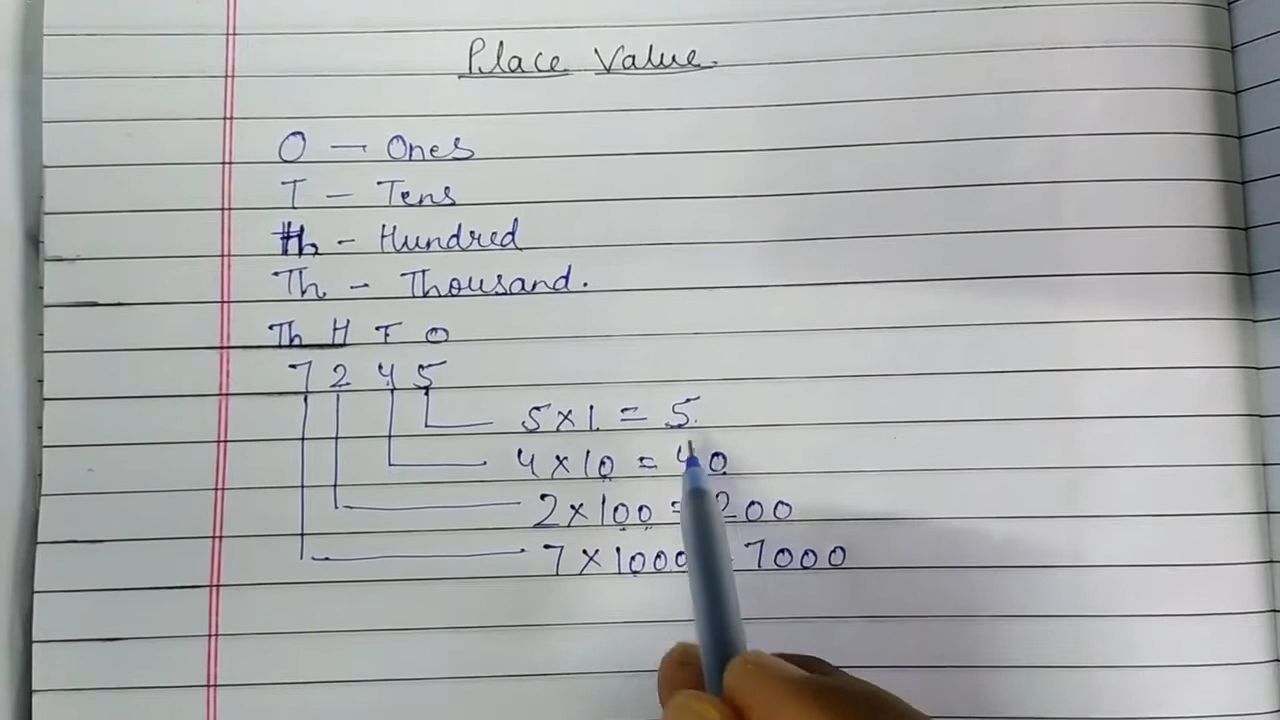 Place Value.
O - Ones
T - Tens
Th - Hundred
Th - Thousand.
Th H T O
7 2 4 5
5 x 1 = 5.
4 x 10 = 40
2 x 100 = 200
7 x 1000 7000